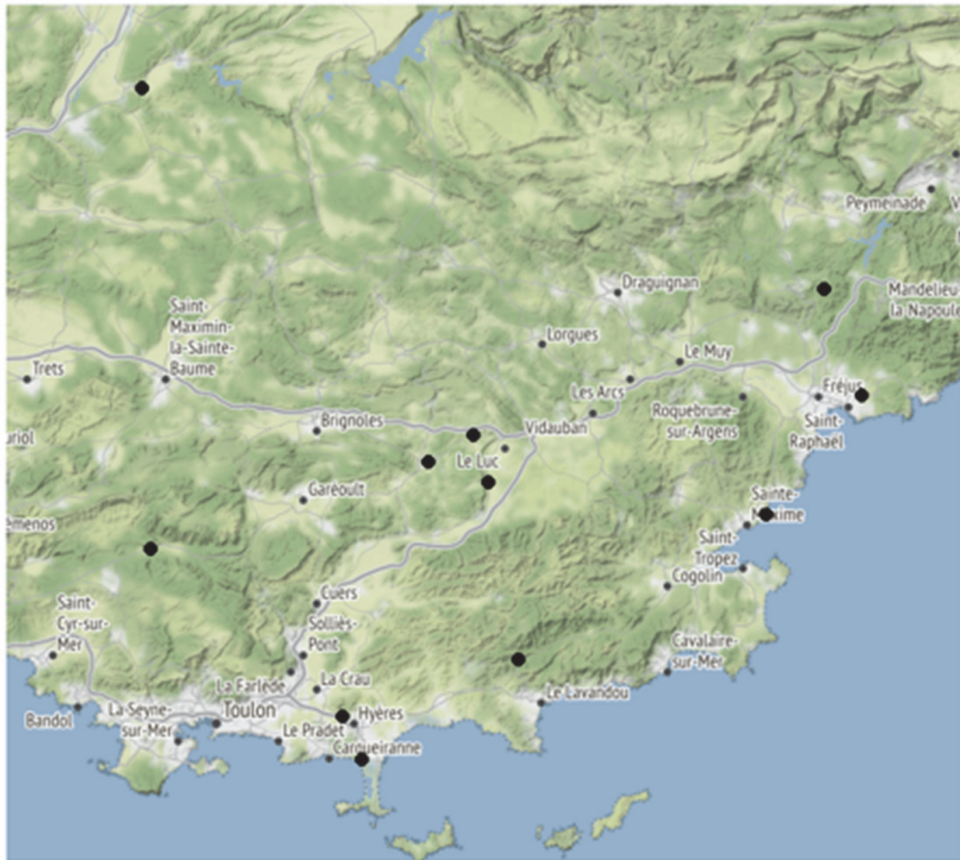 Peymeinade
Draguignan
Mandelieu-
la Napoule
Saint-
Maximin-
la-Sainte-
Baume
Lorgues
Le Muy
Trets
Les Arcs
Fréjus
Roquebrune-
sur-Argens
Brignoles
Vidauban
Saint-
Raphaël
uriol
Le Luc
Garéoult
Sainte-
Maxime
émenos
Saint-
Tropez
Cogolin
Cuers
Saint-
Cyr-sur-
Mer
Solliès-
Pont
Cavalaire-
sur-Mer
La Crau
La Farlède
Le Lavandou
Bandol
La Seyne-
sur-Mer
Toulon
Hyères
Le Pradet
Carqueiranne